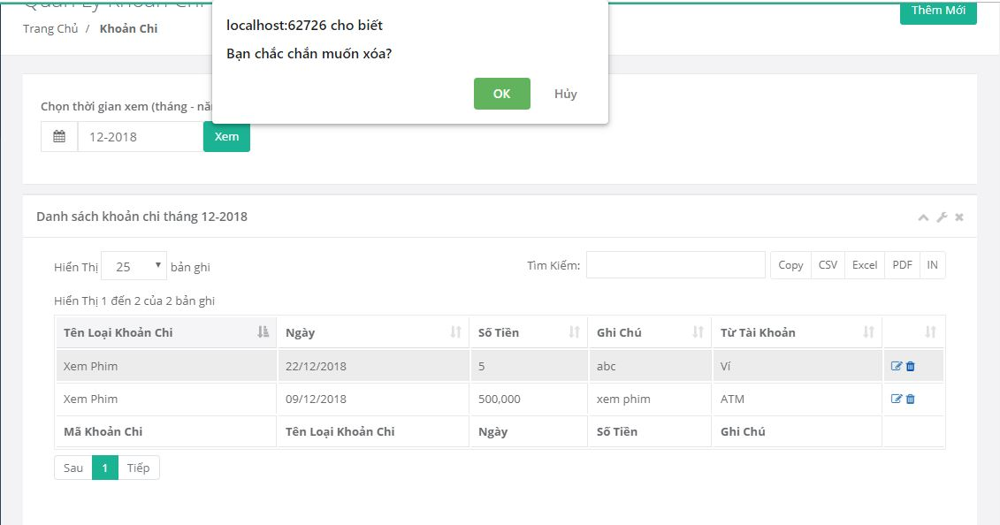 Quản Lý Khoản Chi
Thêm Mới
Trang Chủ / Khoản Chi
localhost:62726 cho biết
Bạn chắc chắn muốn xóa?
OK Hủy
Chọn thời gian xem (tháng -
12-2018 Xem
Danh sách khoản chi tháng 12-2018
Hiển Thị 25 bản ghi Tìm Kiếm: Copy CSV Excel PDF IN
Hiển Thị 1 đến 2 của 2 bản ghi
Tên Loại Khoản Chi Ngày Số Tiền Ghi Chú Từ Tài Khoản
Xem Phim 22/12/2018 5 abc Ví
Xem Phim 09/12/2018 500,000 xem phim ATM
Mã Khoản Chi Tên Loại Khoản Chi Ngày Số Tiền Ghi Chú
Sau 1 Tiếp